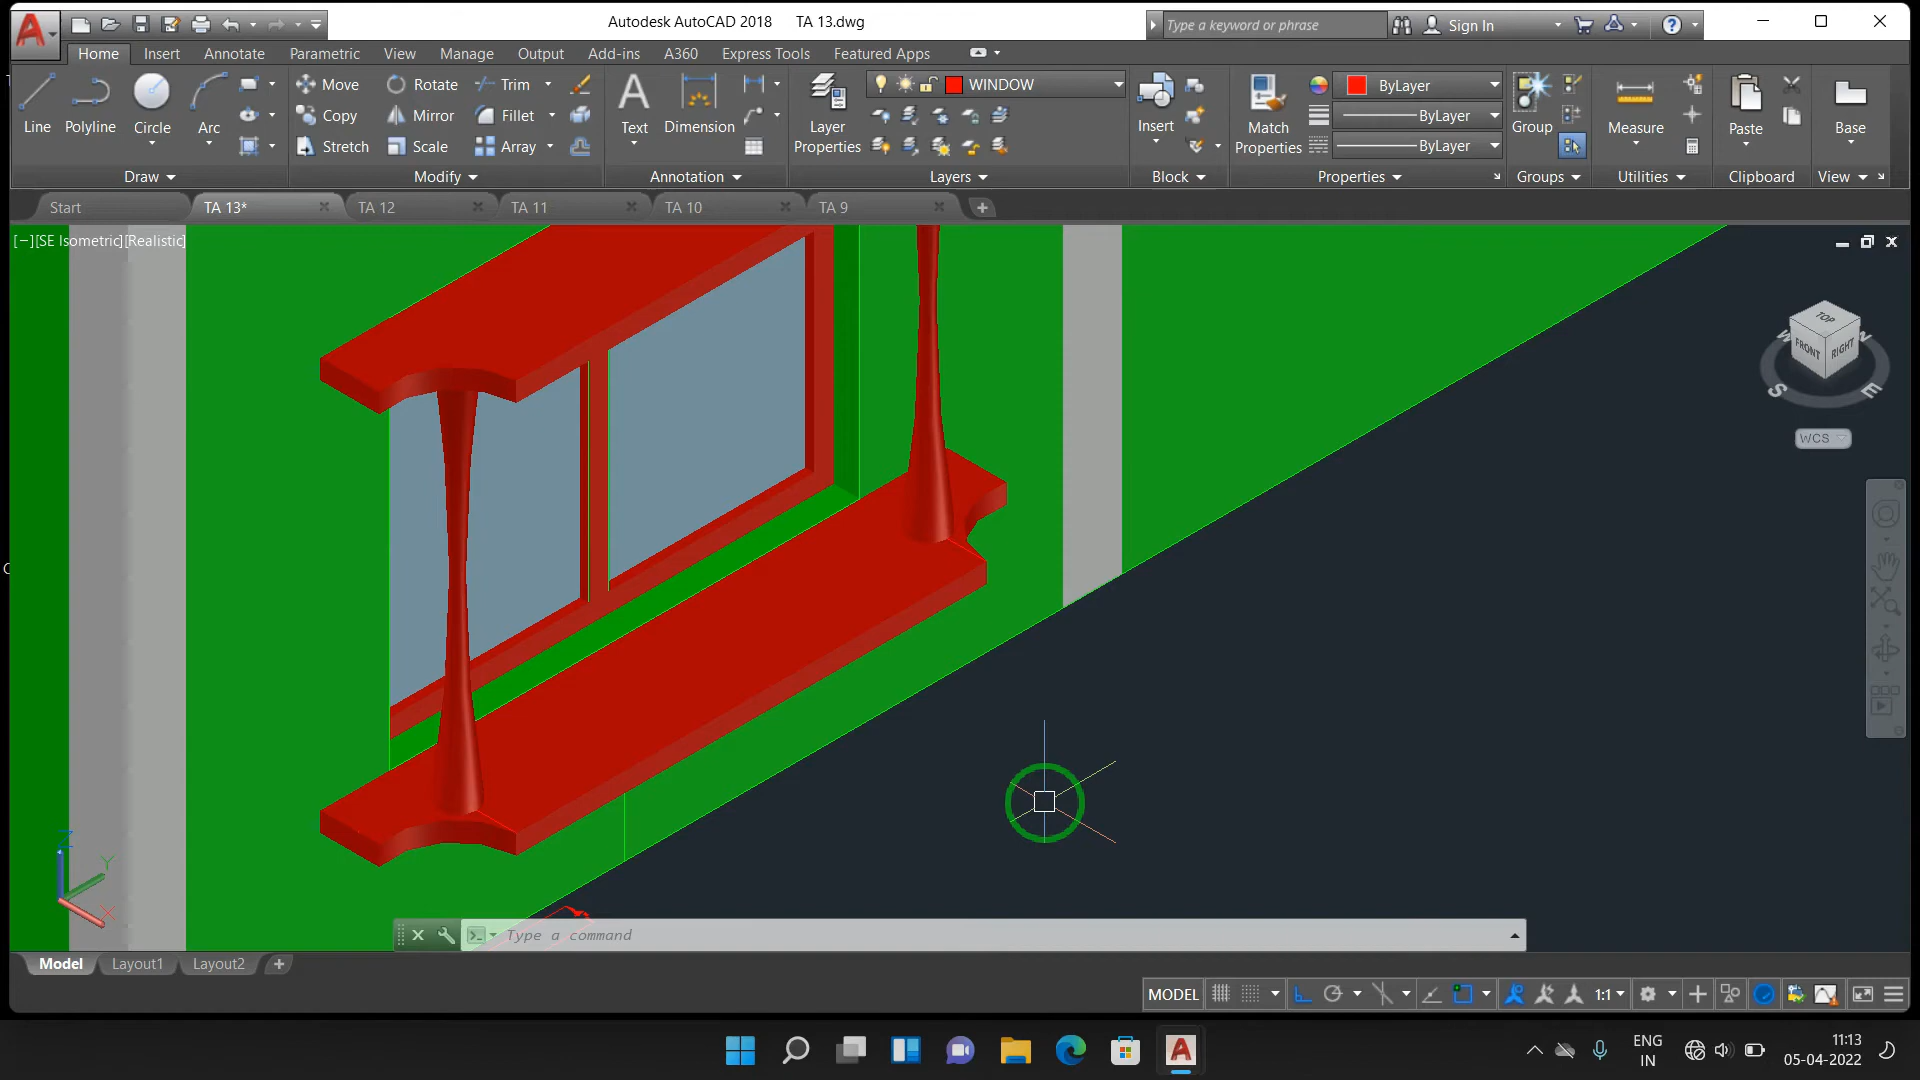 Autodesk AutoCAD 2018 TA 13.dwg
Type a keyword or phrase
Sign In
Home Insert Annotate Parametric View Manage Output Add-ins A360 Express Tools Featured Apps
Line Polyline Circle Arc
Move Rotate Trim
Copy Mirror Fillet
Stretch Scale Array
Text Dimension
Layer Properties
WINDOW
Insert
Match Properties
ByLayer
ByLayer
ByLayer
Group
Measure
Paste
Base
Draw Modify Annotation Layers Block Properties Groups Utilities Clipboard View
Start TA 13* TA 12 TA 11 TA 10 TA 9
[−][SE Isometric][Realistic]
TOP
FRONT RIGHT
W N
S E
WCS
Z
Y
X
Type a command
Model Layout1 Layout2
MODEL 1:1
ENG
IN
11:13
05-04-2022